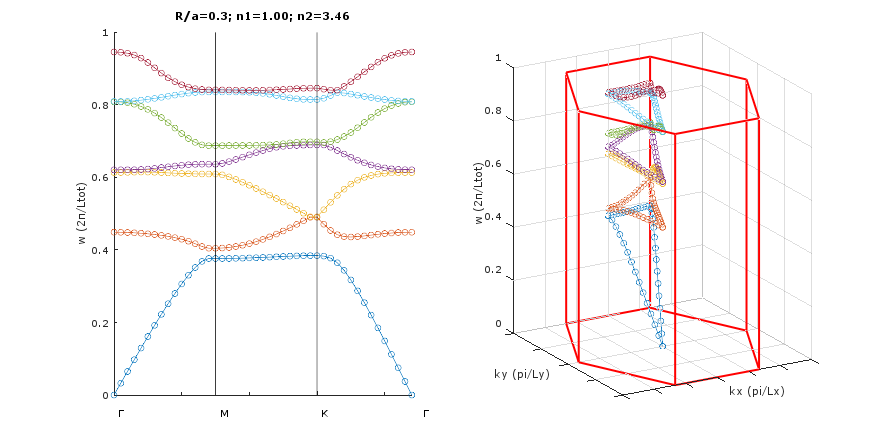 R/a=0.3; n1=1.00; n2=3.46
1
0.8
0.6
0.4
0.2
0
w (2π/Ltot)
Γ
M
K
Γ
1
0.8
0.6
0.4
0.2
0
w (2π/Ltot)
ky (pi/Ly)
kx (pi/Lx)